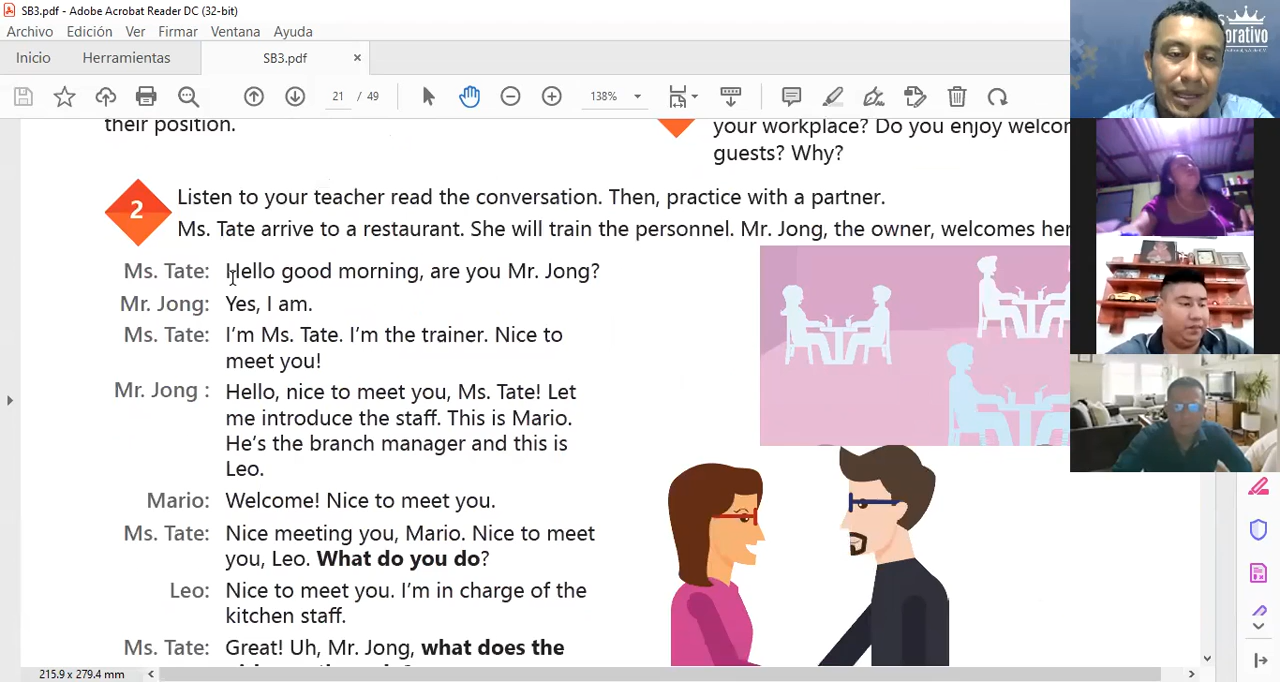 SB3.pdf - Adobe Acrobat Reader DC (32-bit)
Archivo Edición Ver Firmar Ventana Ayuda
Inicio Herramientas SB3.pdf ×
21 / 49 138%
their position.
your workplace? Do you enjoy welcom
guests? Why?
2
Listen to your teacher read the conversation. Then, practice with a partner.
Ms. Tate arrive to a restaurant. She will train the personnel. Mr. Jong, the owner, welcomes her
Ms. Tate: Hello good morning, are you Mr. Jong?
Mr. Jong: Yes, I am.
Ms. Tate: I'm Ms. Tate. I'm the trainer. Nice to
meet you!
Mr. Jong : Hello, nice to meet you, Ms. Tate! Let
me introduce the staff. This is Mario.
He's the branch manager and this is
Leo.
Mario: Welcome! Nice to meet you.
Ms. Tate: Nice meeting you, Mario. Nice to meet
you, Leo. What do you do?
Leo: Nice to meet you. I'm in charge of the
kitchen staff.
Ms. Tate: Great! Uh, Mr. Jong, what does the
215.9 x 279.4 mm
orativo